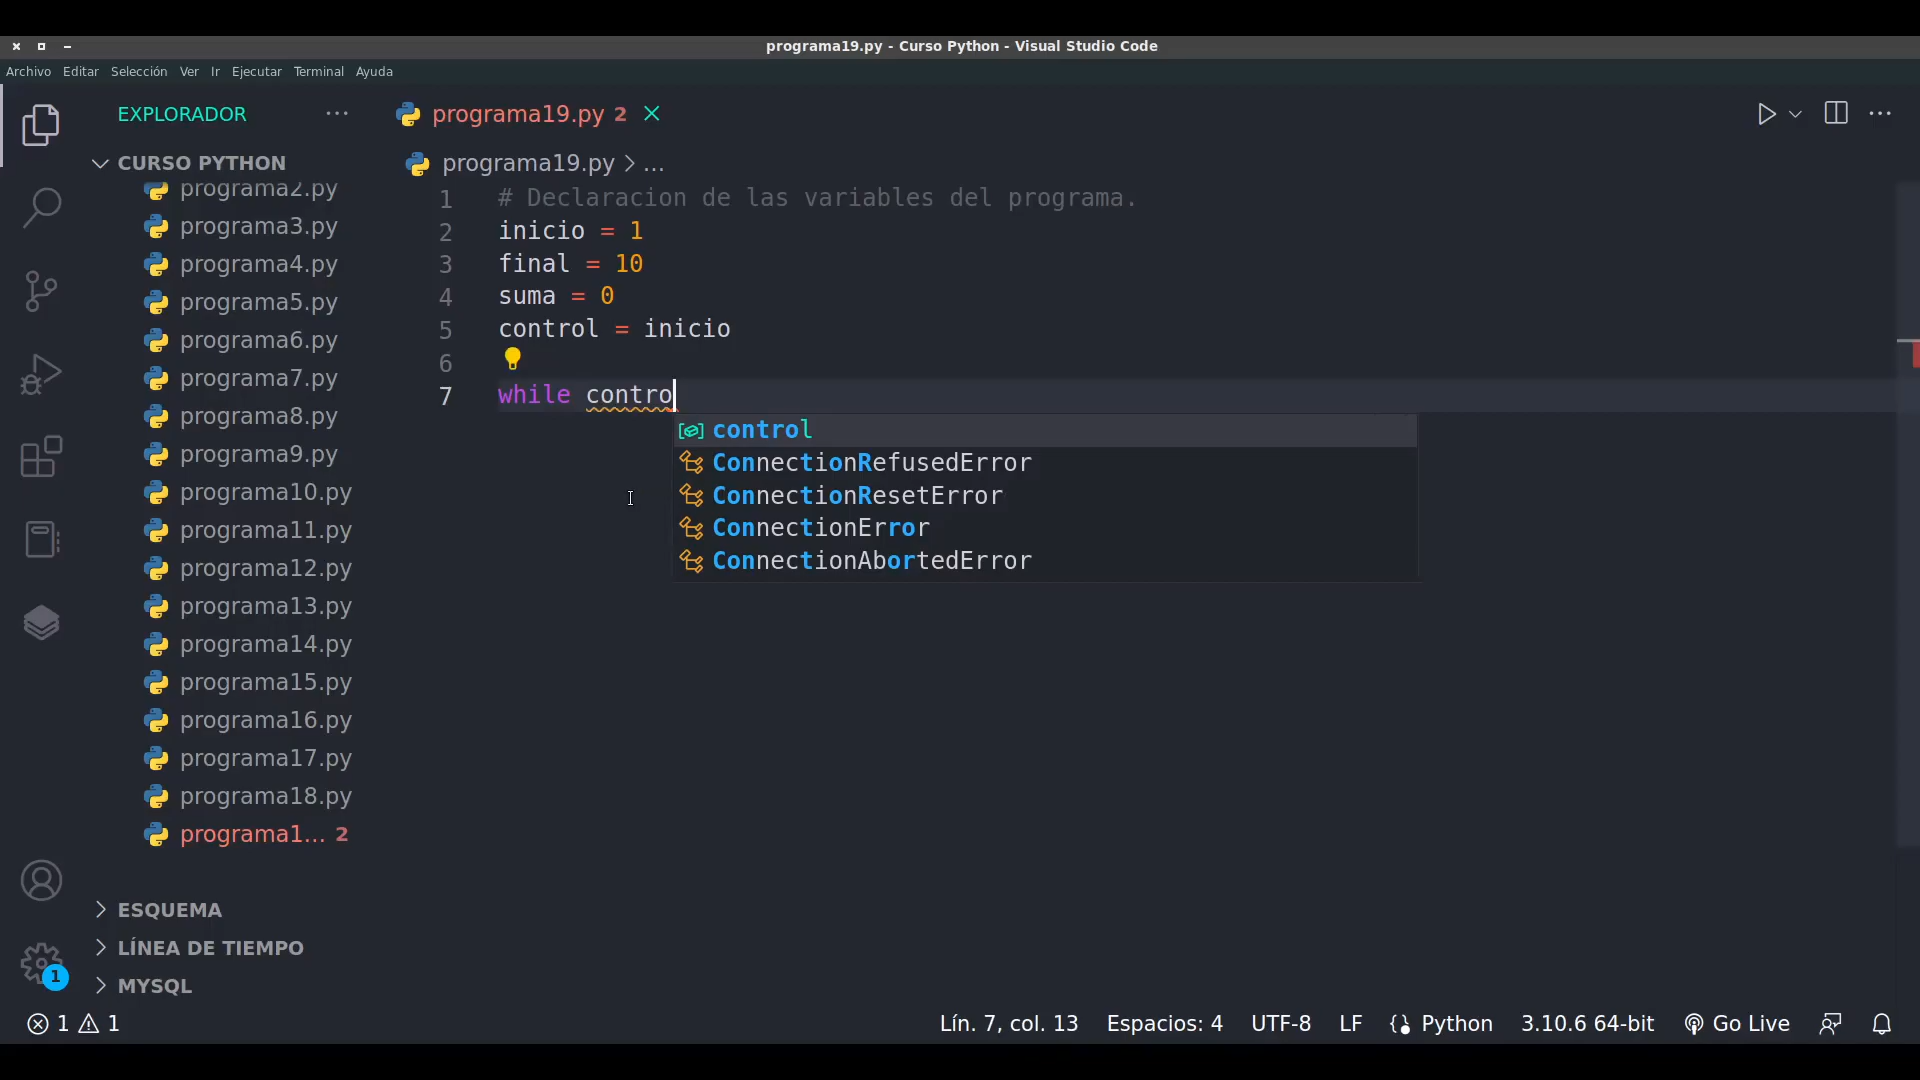 programa19.py - Curso Python - Visual Studio Code
Archivo Editar Selección Ver Ir Ejecutar Terminal Ayuda
EXPLORADOR
programa19.py 2
CURSO PYTHON
programa19.py > ...
programa2.py
programa3.py
programa4.py
programa5.py
programa6.py
programa7.py
programa8.py
programa9.py
programa10.py
programa11.py
programa12.py
programa13.py
programa14.py
programa15.py
programa16.py
programa17.py
programa18.py
programa1... 2
ESQUEMA
LÍNEA DE TIEMPO
MYSQL
1 # Declaracion de las variables del programa.
2 inicio = 1
3 final = 10
4 suma = 0
5 control = inicio
6
7 while contro
control
ConnectionRefusedError
ConnectionResetError
ConnectionError
ConnectionAbortedError
1
1 1 Lín. 7, col. 13 Espacios: 4 UTF-8 LF Python 3.10.6 64-bit Go Live